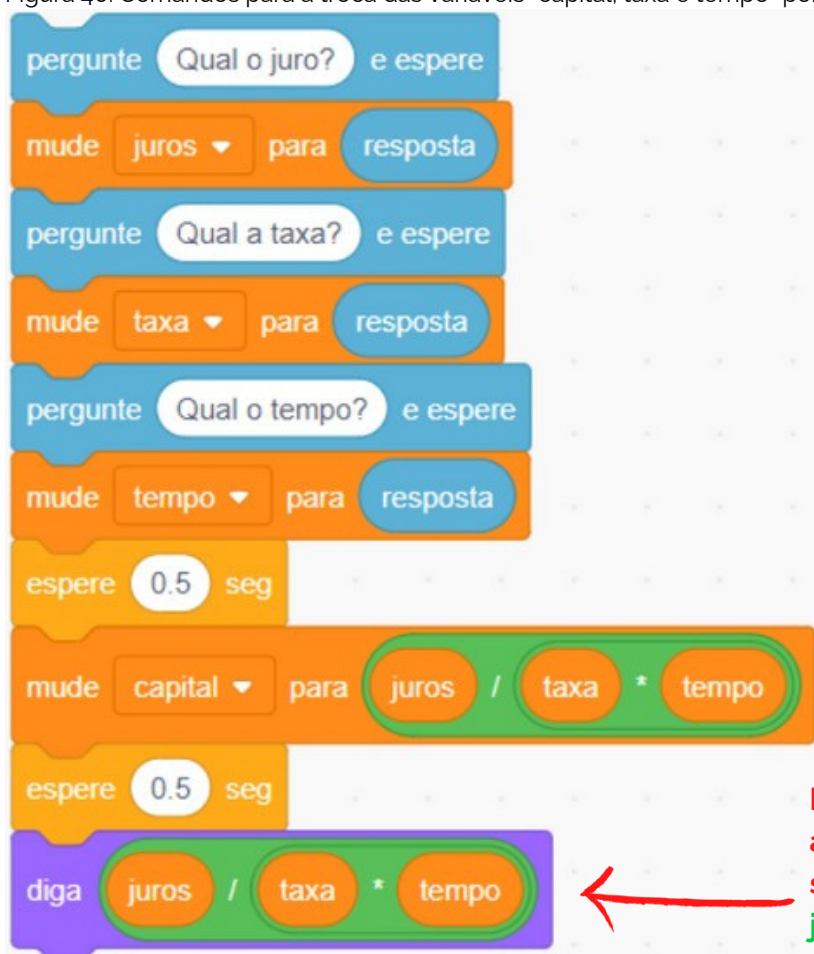 pergunte Qual o juro? e espere
mude juros para resposta
pergunte Qual a taxa? e espere
mude taxa para resposta
pergunte Qual o tempo? e espere
mude tempo para resposta
espere 0.5 seg
mude capital para juros / taxa * tempo
espere 0.5 seg
diga juros / taxa * tempo